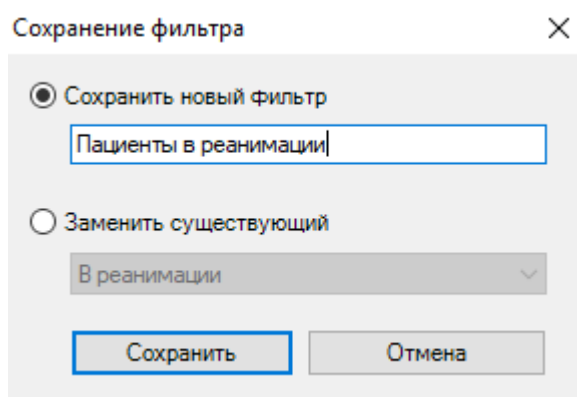 Сохранение фильтра
Сохранить новый фильтр
Пациенты в реанимации
Заменить существующий
В реанимации
Сохранить Отмена